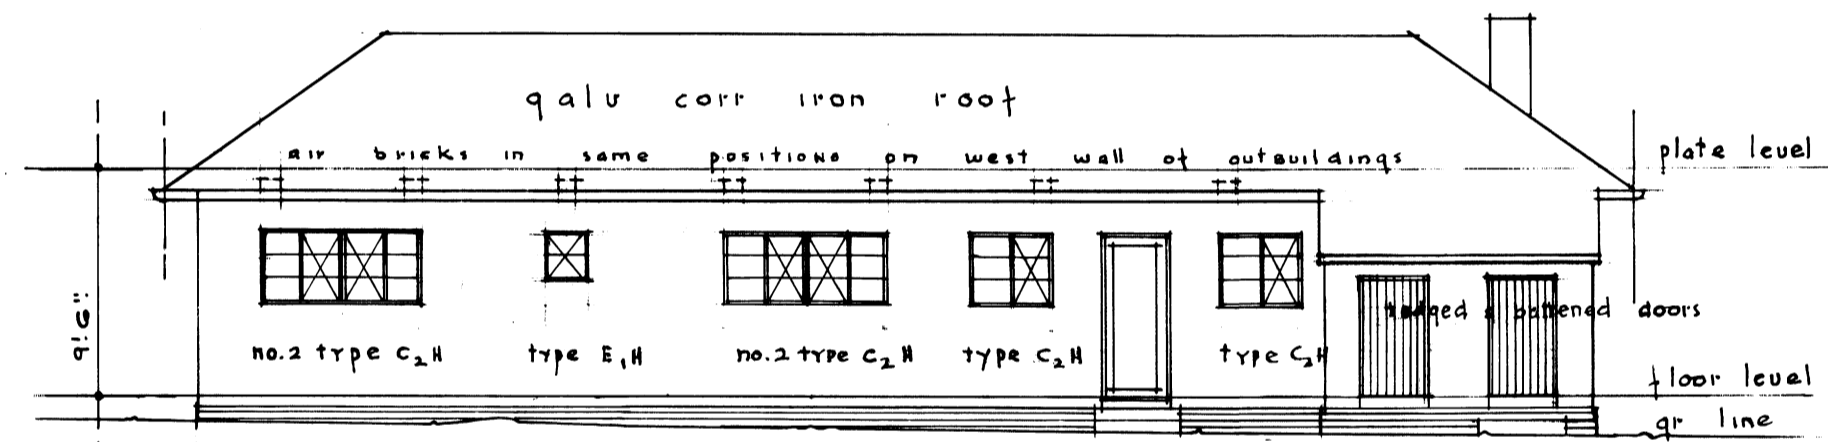 galv corr iron roof
air bricks in same positions on west wall of outbuildings
plate level
9'.6"
ledged & battened doors
no.2 type C₂H
type E,H
no.2 type C₂H
type C₂H
type C₂H
floor level
gr line